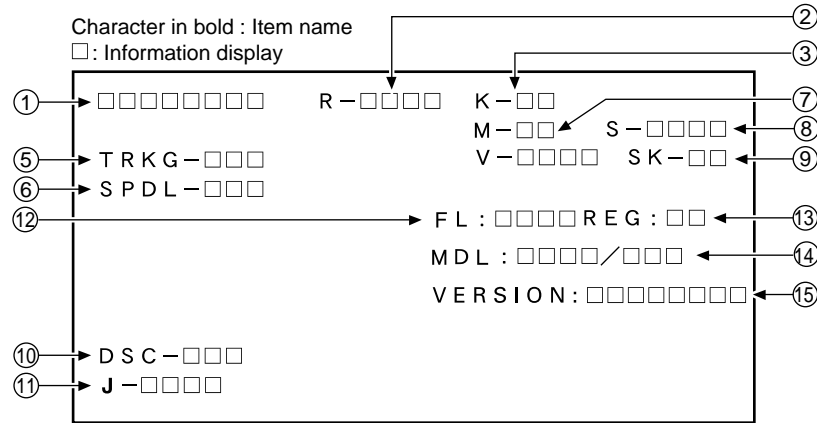 Character in bold : Item name
□ : Information display
② 
③
① □□□□□□□□ R－□□□□ K－□□
M－□□ ⑦
S－□□□□ ⑧
⑤ TRKG－□□□ V－□□□□ SK－□□ ⑨
⑥ SPDL－□□□
⑫ FL:□□□□REG:□□ ⑬
MDL:□□□□／□□□ ⑭
VERSION:□□□□□□□□ ⑮
⑩ DSC－□□□
⑪ J－□□□□